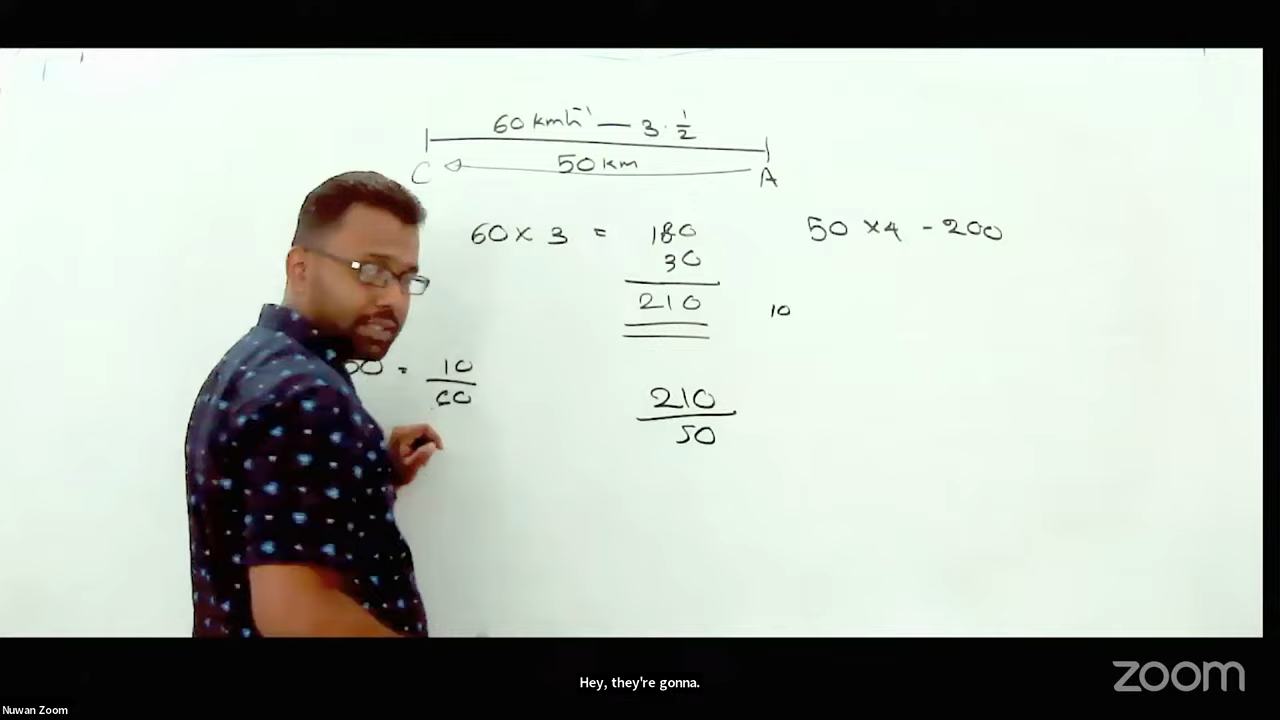 60 kmh⁻¹ — 3 · 1/2
C 50 km A
60 × 3 = 180
30
210
50 × 4 - 200
10
10/60
210/50
Hey, they're gonna.
zoom
Nuwan Zoom